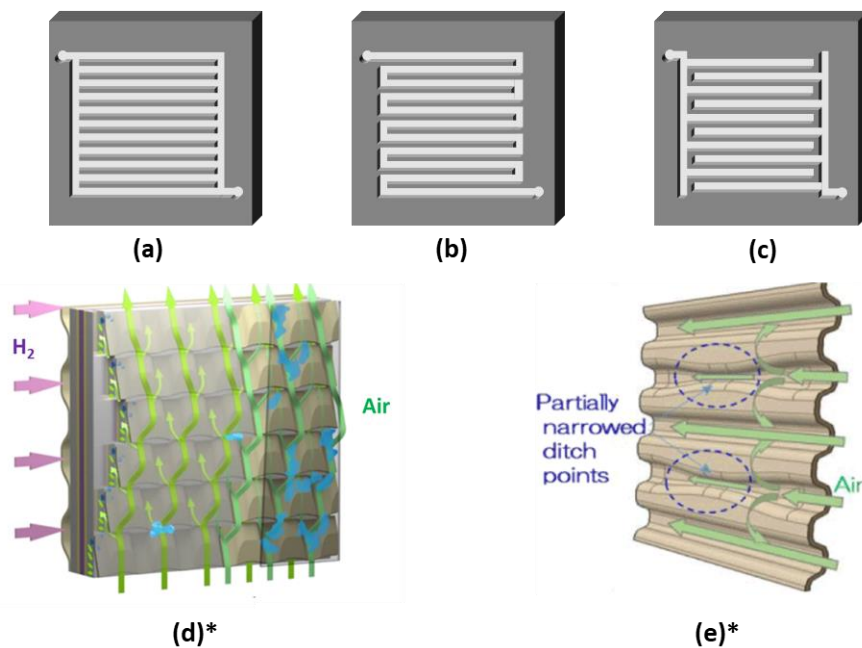 (a)
(b)
(c)
H₂
Air
Partially
narrowed
ditch
points
Air
(d)*
(e)*